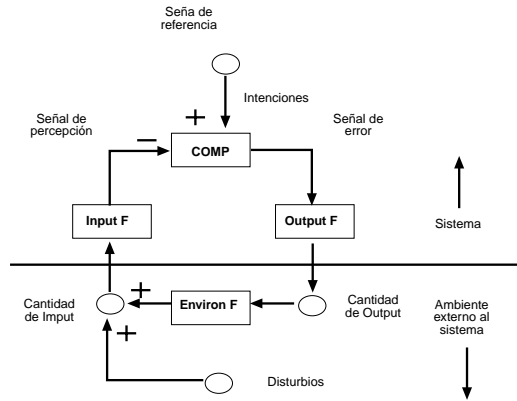 Seña de
referencia
Intenciones
+
Señal de
percepción
Señal de
error
−
COMP
Input F
Output F
Sistema
Cantidad
de Imput
+
Environ F
Cantidad
de Output
Ambiente
externo al
sistema
+
Disturbios